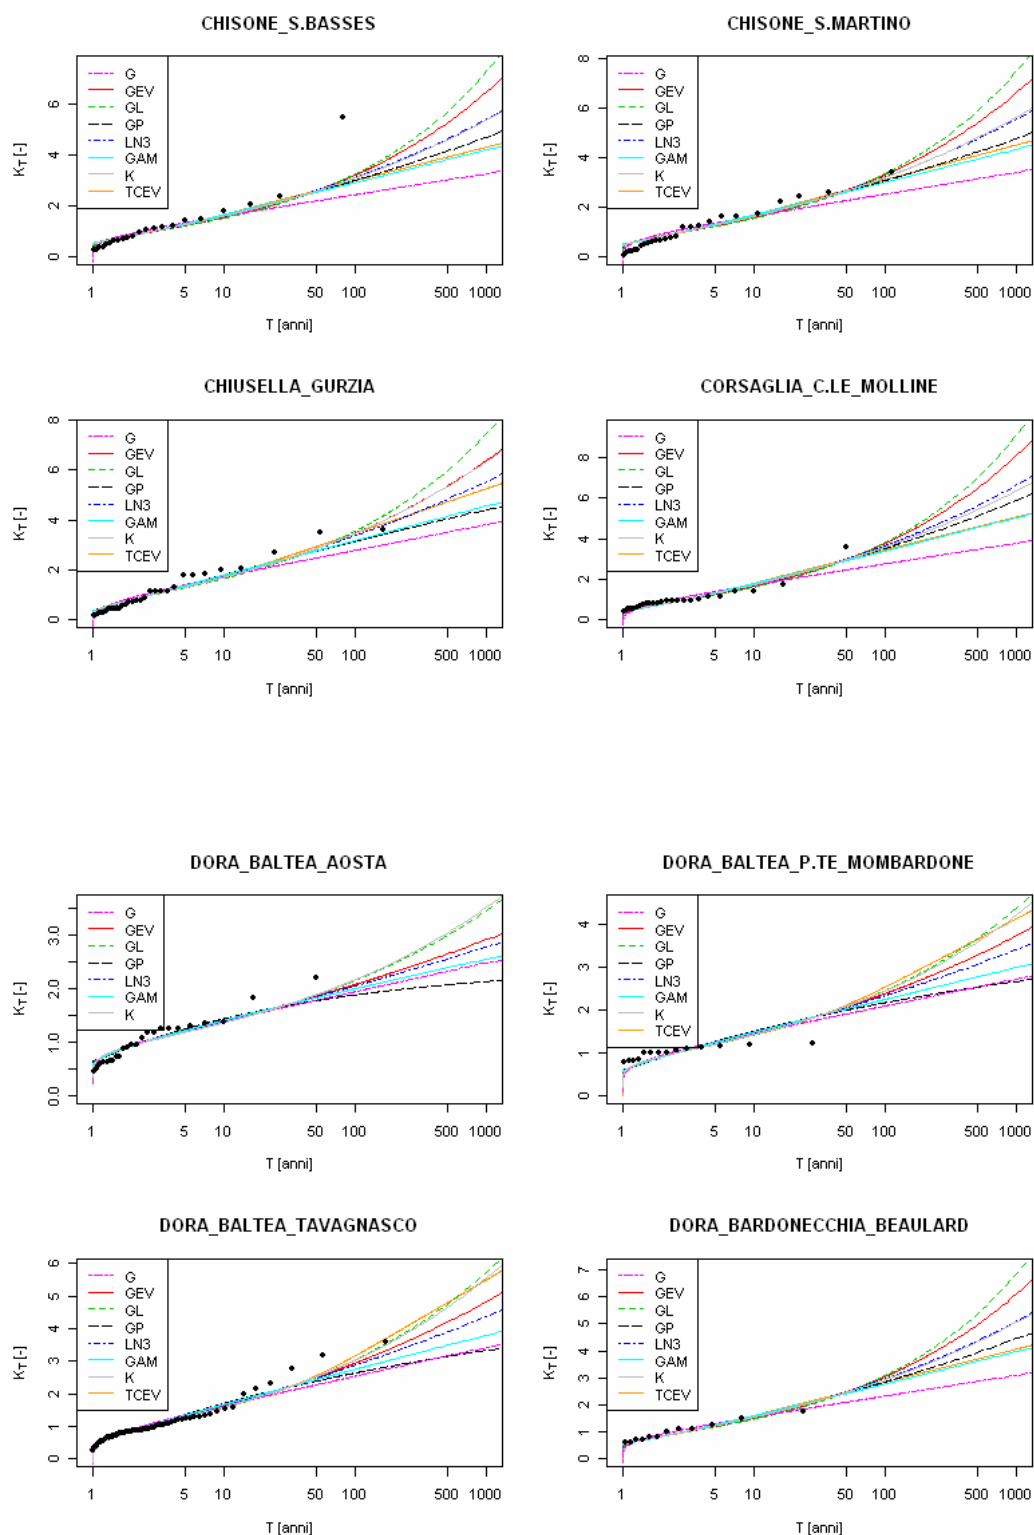 CHISONE_S.BASSES
CHISONE_S.MARTINO
G
GEV
GL
GP
LN3
GAM
K
TCEV
K_T [-]
0 2 4 6
1 5 10 50 100 500 1000
T [anni]
G
GEV
GL
GP
LN3
GAM
K
TCEV
K_T [-]
0 2 4 6 8
1 5 10 50 100 500 1000
T [anni]
CHIUSELLA_GURZIA
CORSAGLIA_C.LE_MOLLINE
G
GEV
GL
GP
LN3
GAM
K
TCEV
K_T [-]
0 2 4 6 8
1 5 10 50 100 500 1000
T [anni]
G
GEV
GL
GP
LN3
GAM
K
TCEV
K_T [-]
0 2 4 6 8
1 5 10 50 100 500 1000
T [anni]
DORA_BALTEA_AOSTA
DORA_BALTEA_P.TE_MOMBARDONE
G
GEV
GL
GP
LN3
GAM
K
K_T [-]
0.0 1.0 2.0 3.0
1 5 10 50 100 500 1000
T [anni]
G
GEV
GL
GP
LN3
GAM
K
TCEV
K_T [-]
0 1 2 3 4
1 5 10 50 100 500 1000
T [anni]
DORA_BALTEA_TAVAGNASCO
DORA_BARDONECCHIA_BEAULARD
G
GEV
GL
GP
LN3
GAM
K
TCEV
K_T [-]
0 1 2 3 4 5 6
1 5 10 50 100 500 1000
T [anni]
G
GEV
GL
GP
LN3
GAM
K
TCEV
K_T [-]
0 1 2 3 4 5 6 7
1 5 10 50 100 500 1000
T [anni]